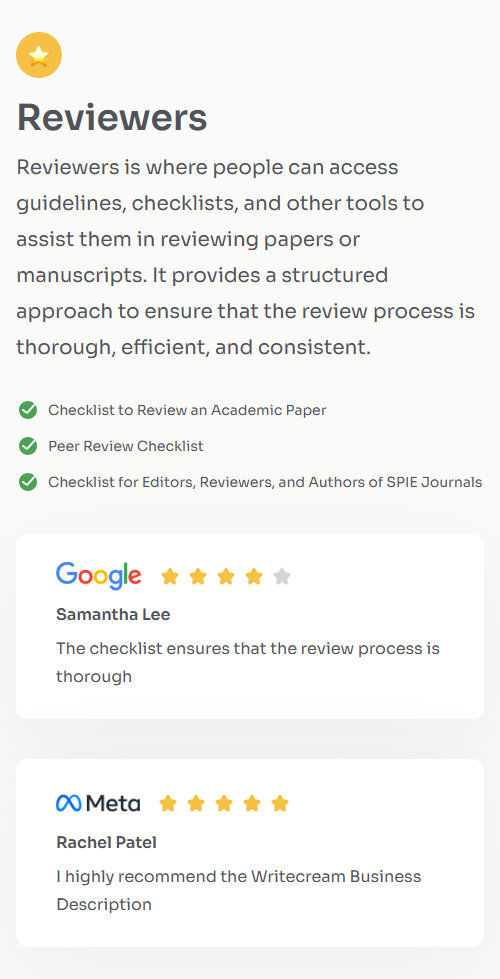 Reviewers
Reviewers is where people can access
guidelines, checklists, and other tools to
assist them in reviewing papers or
manuscripts. It provides a structured
approach to ensure that the review process is
thorough, efficient, and consistent.
Checklist to Review an Academic Paper
Peer Review Checklist
Checklist for Editors, Reviewers, and Authors of SPIE Journals
Google
Samantha Lee
The checklist ensures that the review process is
thorough
Meta
Rachel Patel
I highly recommend the Writecream Business
Description